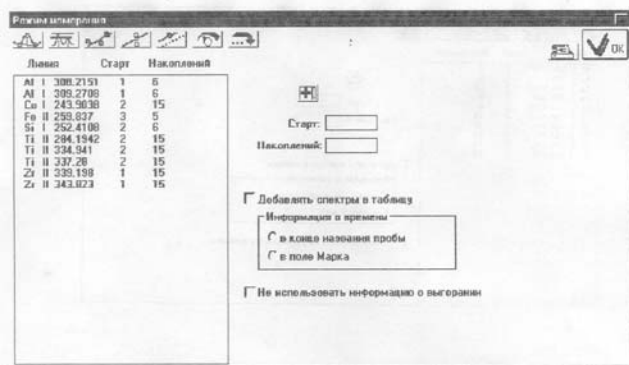 Режим измерения
OK
Линия Старт Накоплений
Al I 308.2151 1 6
Al I 309.2708 1 6
Co I 243.9038 2 15
Fe II 259.837 3 5
Si I 252.4108 2 6
Ti II 284.1942 2 15
Ti II 334.941 2 15
Ti II 337.28 2 15
Zr II 339.198 1 15
Zr II 343.823 1 15
Старт:
Накоплений:
Добавлять спектры в таблицу
Информация о времени
в конце названия пробы
в поле Марка
Не использовать информацию о выгорании